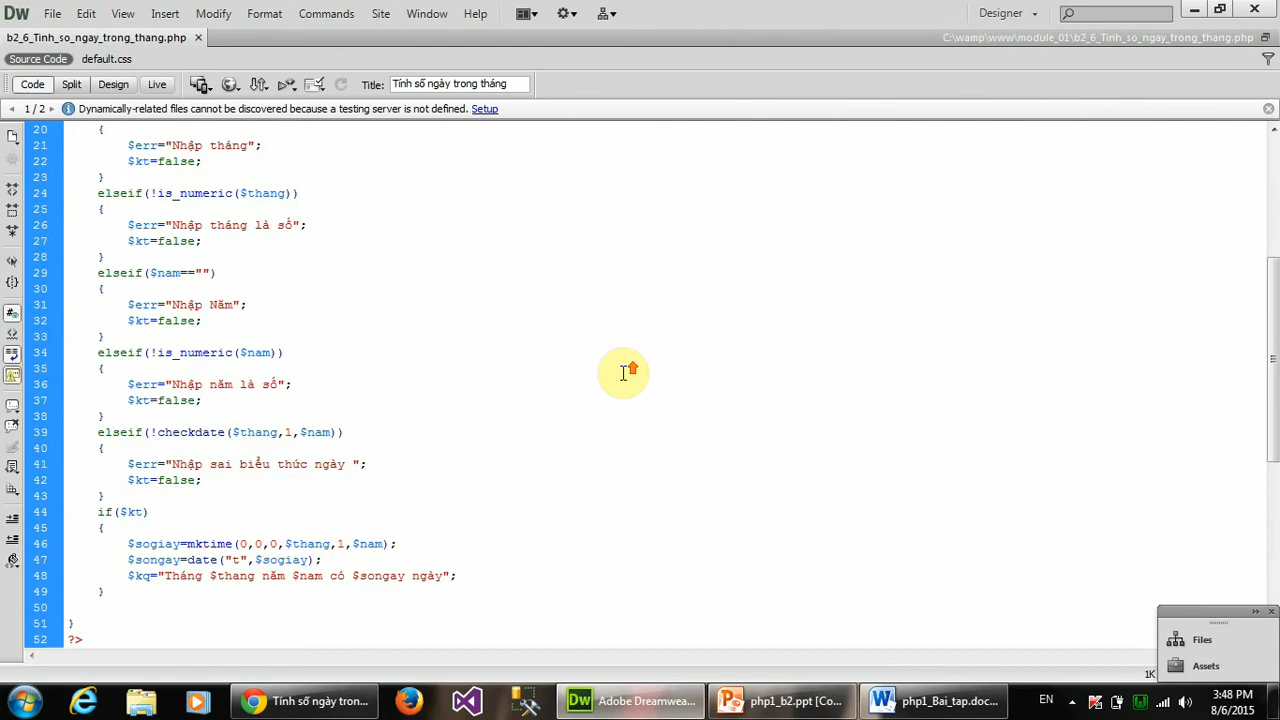 Dw File Edit View Insert Modify Format Commands Site Window Help Designer
b2_6_Tinh_so_ngay_trong_thang.php × C:\wamp\www\module_01\b2_6_Tinh_so_ngay_trong_thang.php
Source Code default.css
Code Split Design Live Title: Tính số ngày trong tháng
1 / 2 Dynamically-related files cannot be discovered because a testing server is not defined. Setup
20 {
21 $err="Nhập tháng";
22 $kt=false;
23 }
24 elseif(!is_numeric($thang))
25 {
26 $err="Nhập tháng là số";
27 $kt=false;
28 }
29 elseif($nam=="")
30 {
31 $err="Nhập Năm";
32 $kt=false;
33 }
34 elseif(!is_numeric($nam))
35 {
36 $err="Nhập năm là số";
37 $kt=false;
38 }
39 elseif(!checkdate($thang,1,$nam))
40 {
41 $err="Nhập sai biểu thức ngày ";
42 $kt=false;
43 }
44 if($kt)
45 {
46 $sogiay=mktime(0,0,0,$thang,1,$nam);
47 $songay=date("t",$sogiay);
48 $kq="Tháng $thang năm $nam có $songay ngày";
49 }
50
51 }
52 ?>
Files
Assets
1K
Tính số ngày tron... Dw Adobe Dreamwea... php1_b2.ppt [Co... php1_Bai_tap.doc... EN 3:48 PM
8/6/2015